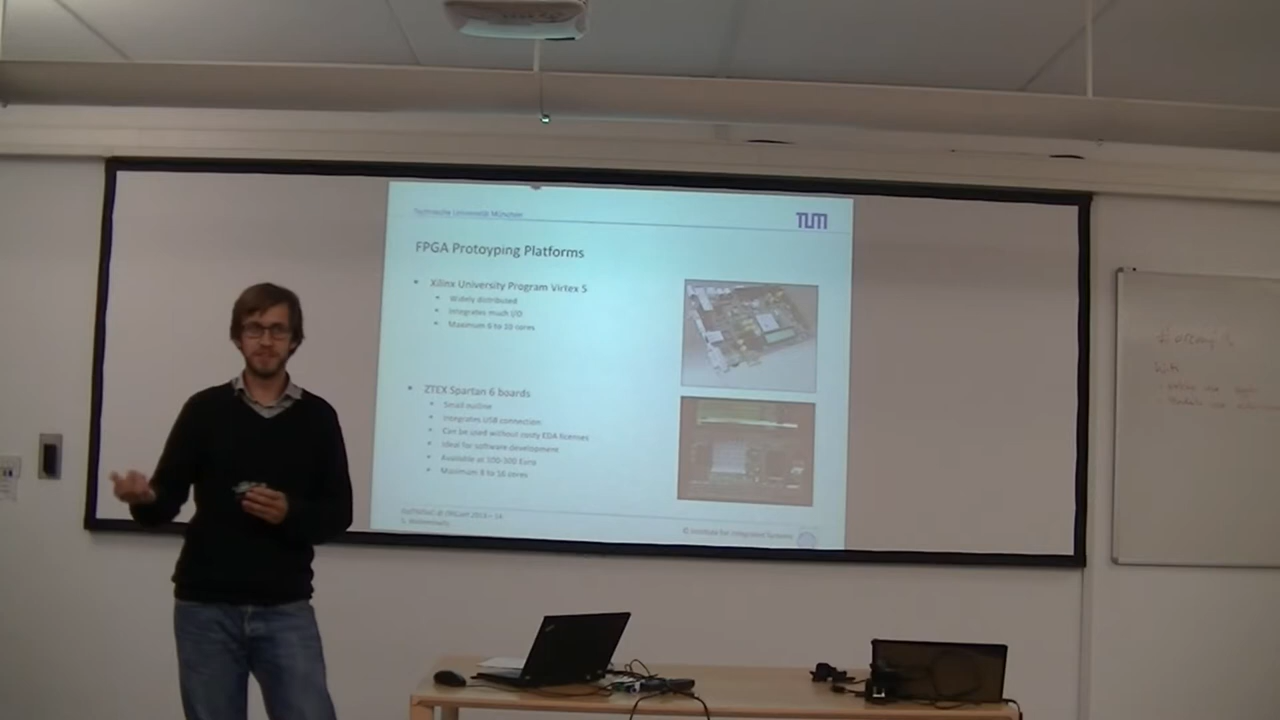 Technische Universität München
TUM
FPGA Protoyping Platforms
Xilinx University Program Virtex 5
Widely distributed
Integrates much I/O
Maximum 6 to 20 cores
ZTEX Spartan 6 boards
Small outline
Integrates USB connection
Can be used without costly EDA licenses
Ideal for software development
Available at 100-300 Euro
Maximum 8 to 16 cores
© Institute for Integrated Systems